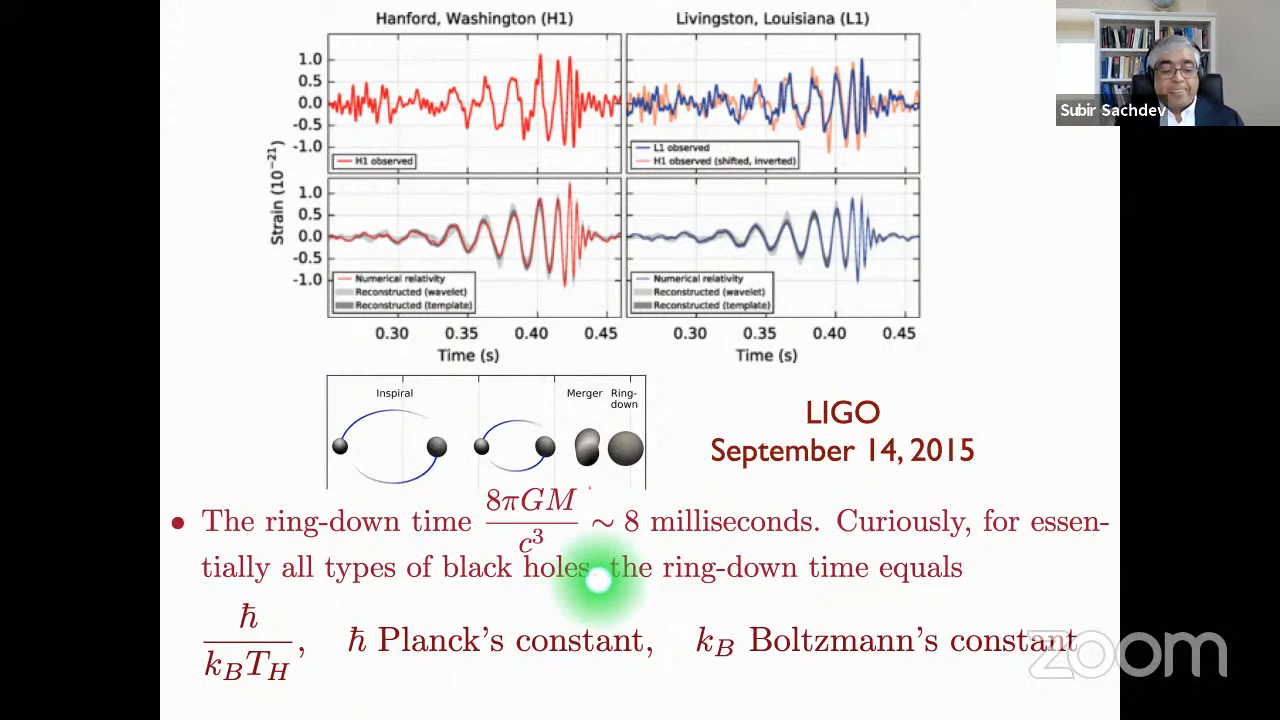 Hanford, Washington (H1)
Livingston, Louisiana (L1)
Subir Sachdev
Strain (10⁻²¹)
1.0
0.5
0.0
-0.5
-1.0
H1 observed
L1 observed
H1 observed (shifted, inverted)
1.0
0.5
0.0
-0.5
-1.0
Numerical relativity
Reconstructed (wavelet)
Reconstructed (template)
Numerical relativity
Reconstructed (wavelet)
Reconstructed (template)
0.30 0.35 0.40 0.45
0.30 0.35 0.40 0.45
Time (s)
Time (s)
Inspiral
Merger
Ring-
down
LIGO
September 14, 2015
• The ring-down time 8πGM/c³ ∼ 8 milliseconds. Curiously, for essen-
tially all types of black holes, the ring-down time equals
ℏ/(k_B T_H), ℏ Planck's constant, k_B Boltzmann's constant
zoom